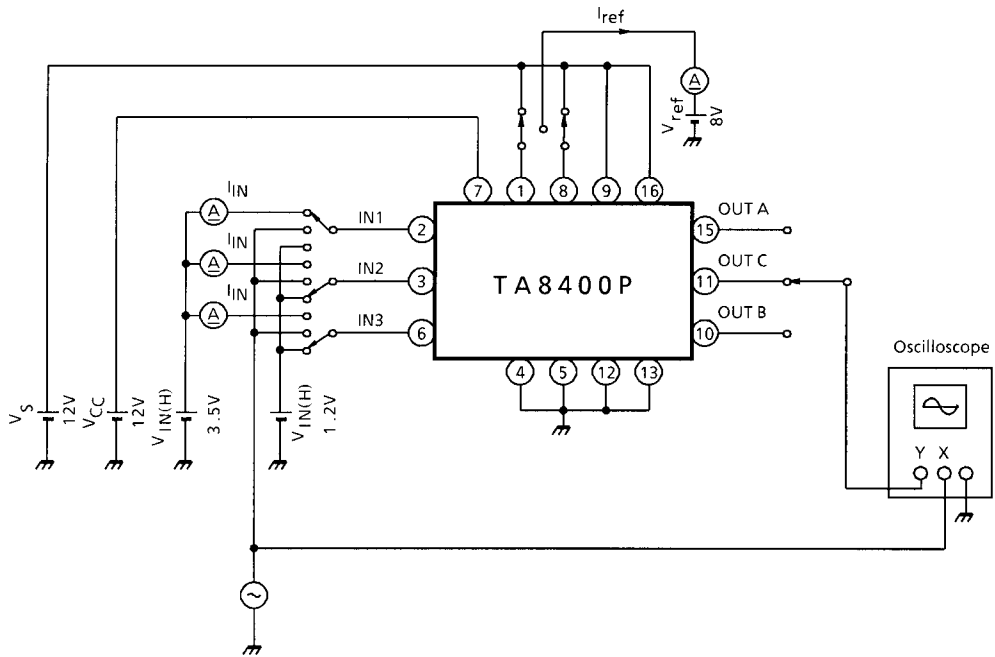 Iref
A
Vref
8V
7
1
8
9
16
IIN
A
IN1
2
IIN
A
IN2
3
IIN
A
IN3
6
TA8400P
15
OUT A
11
OUT C
10
OUT B
4
5
12
13
VS
12V
VCC
12V
VIN(H)
3.5V
VIN(H)
1.2V
Oscilloscope
Y X